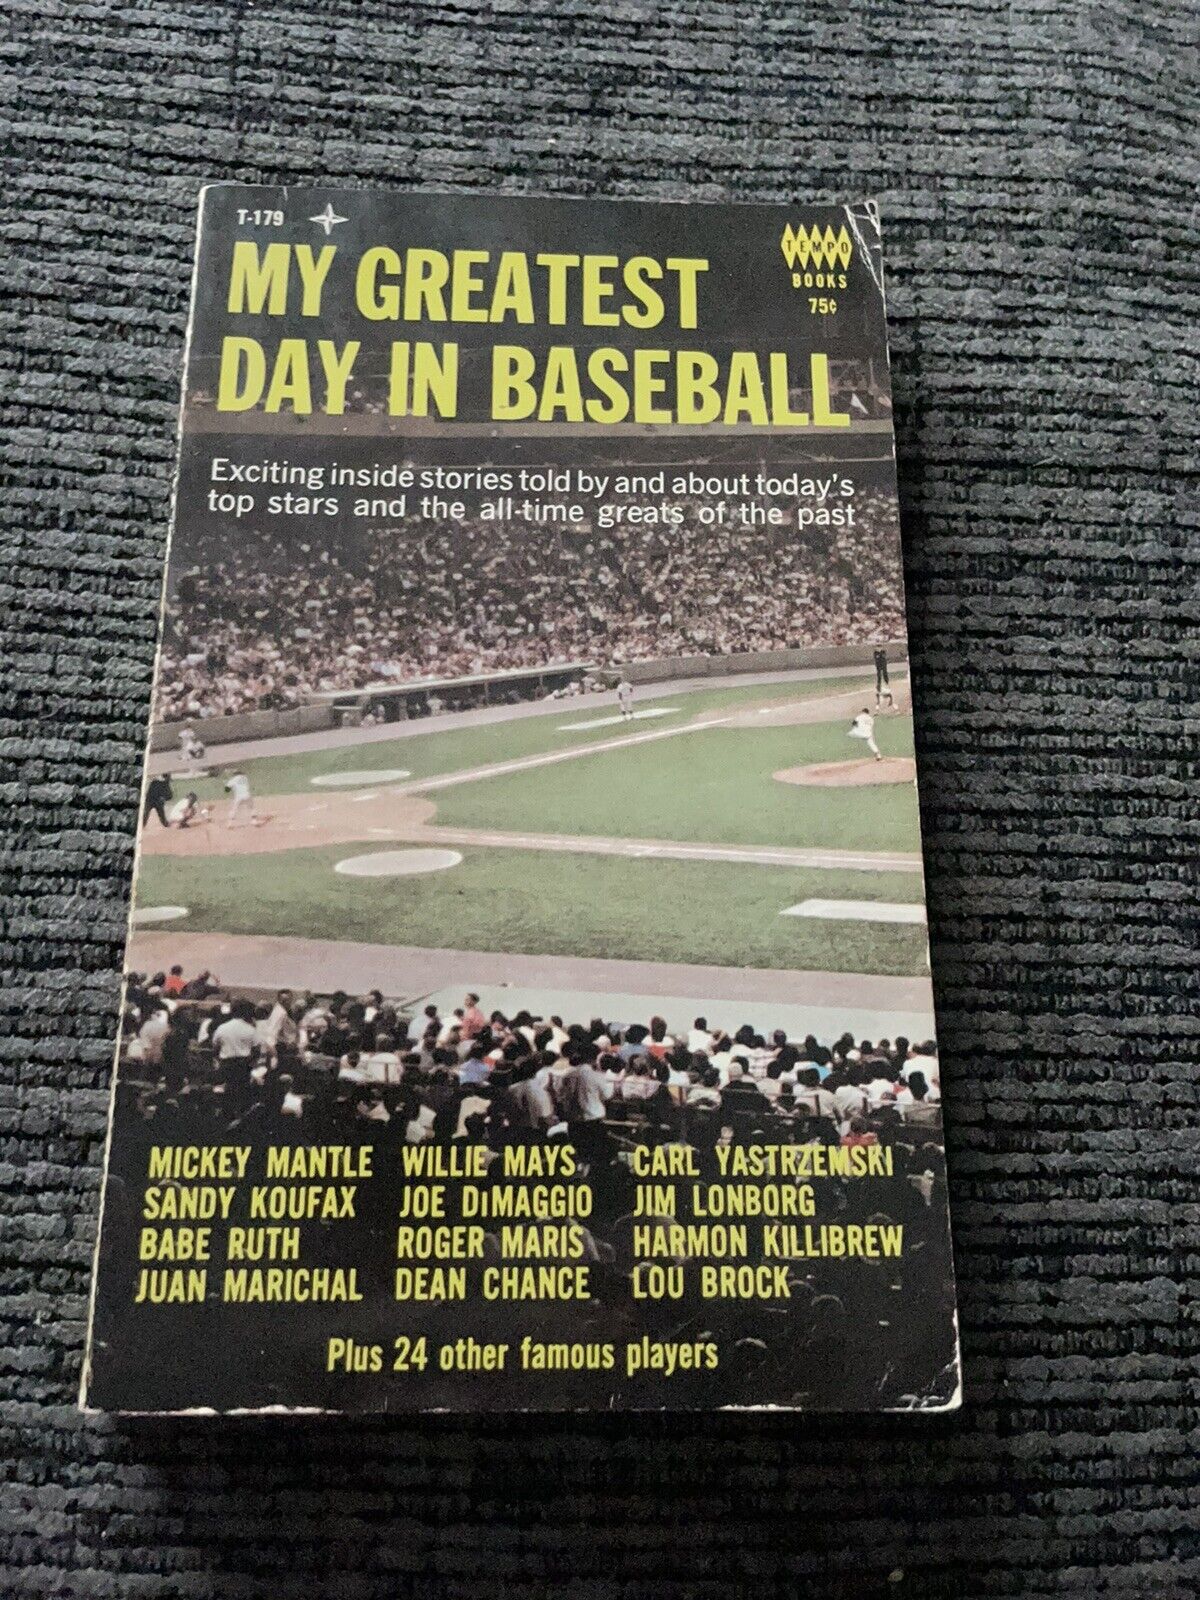 T-179
TEMPO
BOOKS
75¢
MY GREATEST
DAY IN BASEBALL
Exciting inside stories told by and about today's
top stars and the all-time greats of the past
MICKEY MANTLE WILLIE MAYS CARL YASTRZEMSKI
SANDY KOUFAX JOE DiMAGGIO JIM LONBORG
BABE RUTH ROGER MARIS HARMON KILLIBREW
JUAN MARICHAL DEAN CHANCE LOU BROCK
Plus 24 other famous players